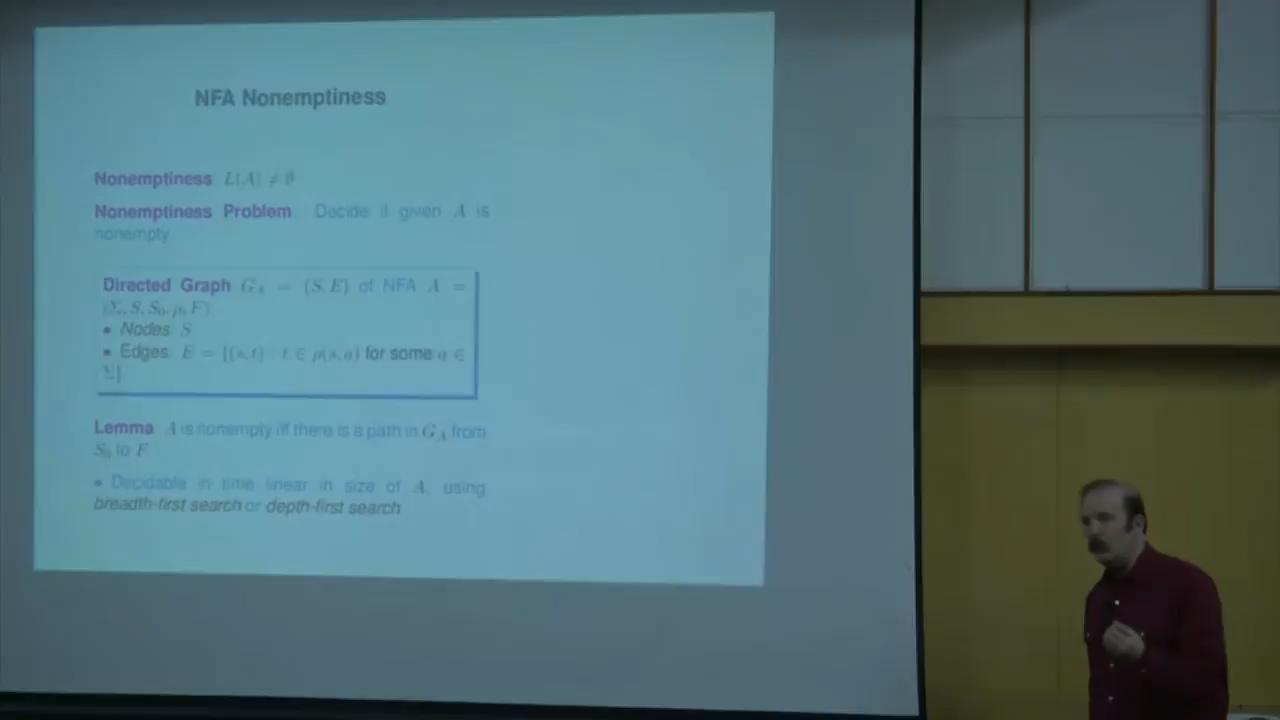 NFA Nonemptiness
Nonemptiness: L(A) ≠ ∅
Nonemptiness Problem: Decide if given A is
nonempty.
Directed Graph G_A = (S, E) of NFA A =
(Σ, S, S₀, ρ, F):
• Nodes: S
• Edges: E = {(s, t) : t ∈ ρ(s, a) for some a ∈
Σ}
Lemma: A is nonempty iff there is a path in G_A from
S₀ to F.
• Decidable in time linear in size of A, using
breadth-first search or depth-first search.